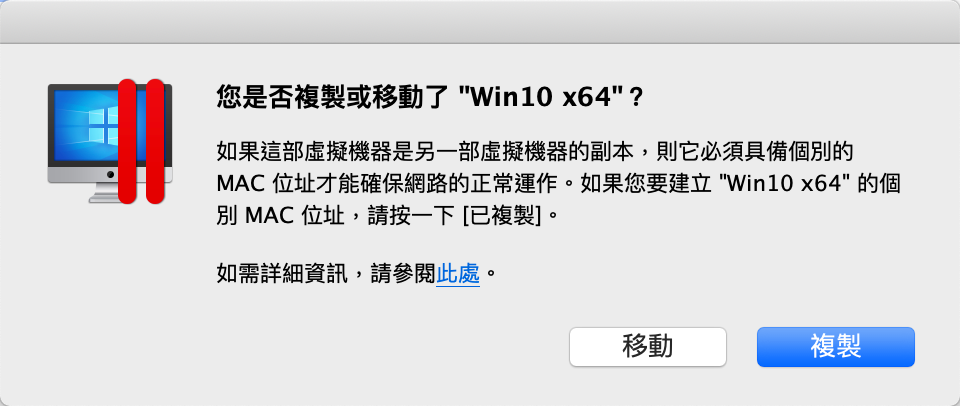 您是否複製或移動了 "Win10 x64"？
如果這部虛擬機器是另一部虛擬機器的副本，則它必須具備個別的
MAC 位址才能確保網路的正常運作。如果您要建立 "Win10 x64" 的個
別 MAC 位址，請按一下 [已複製]。
如需詳細資訊，請參閱此處。
移動
複製